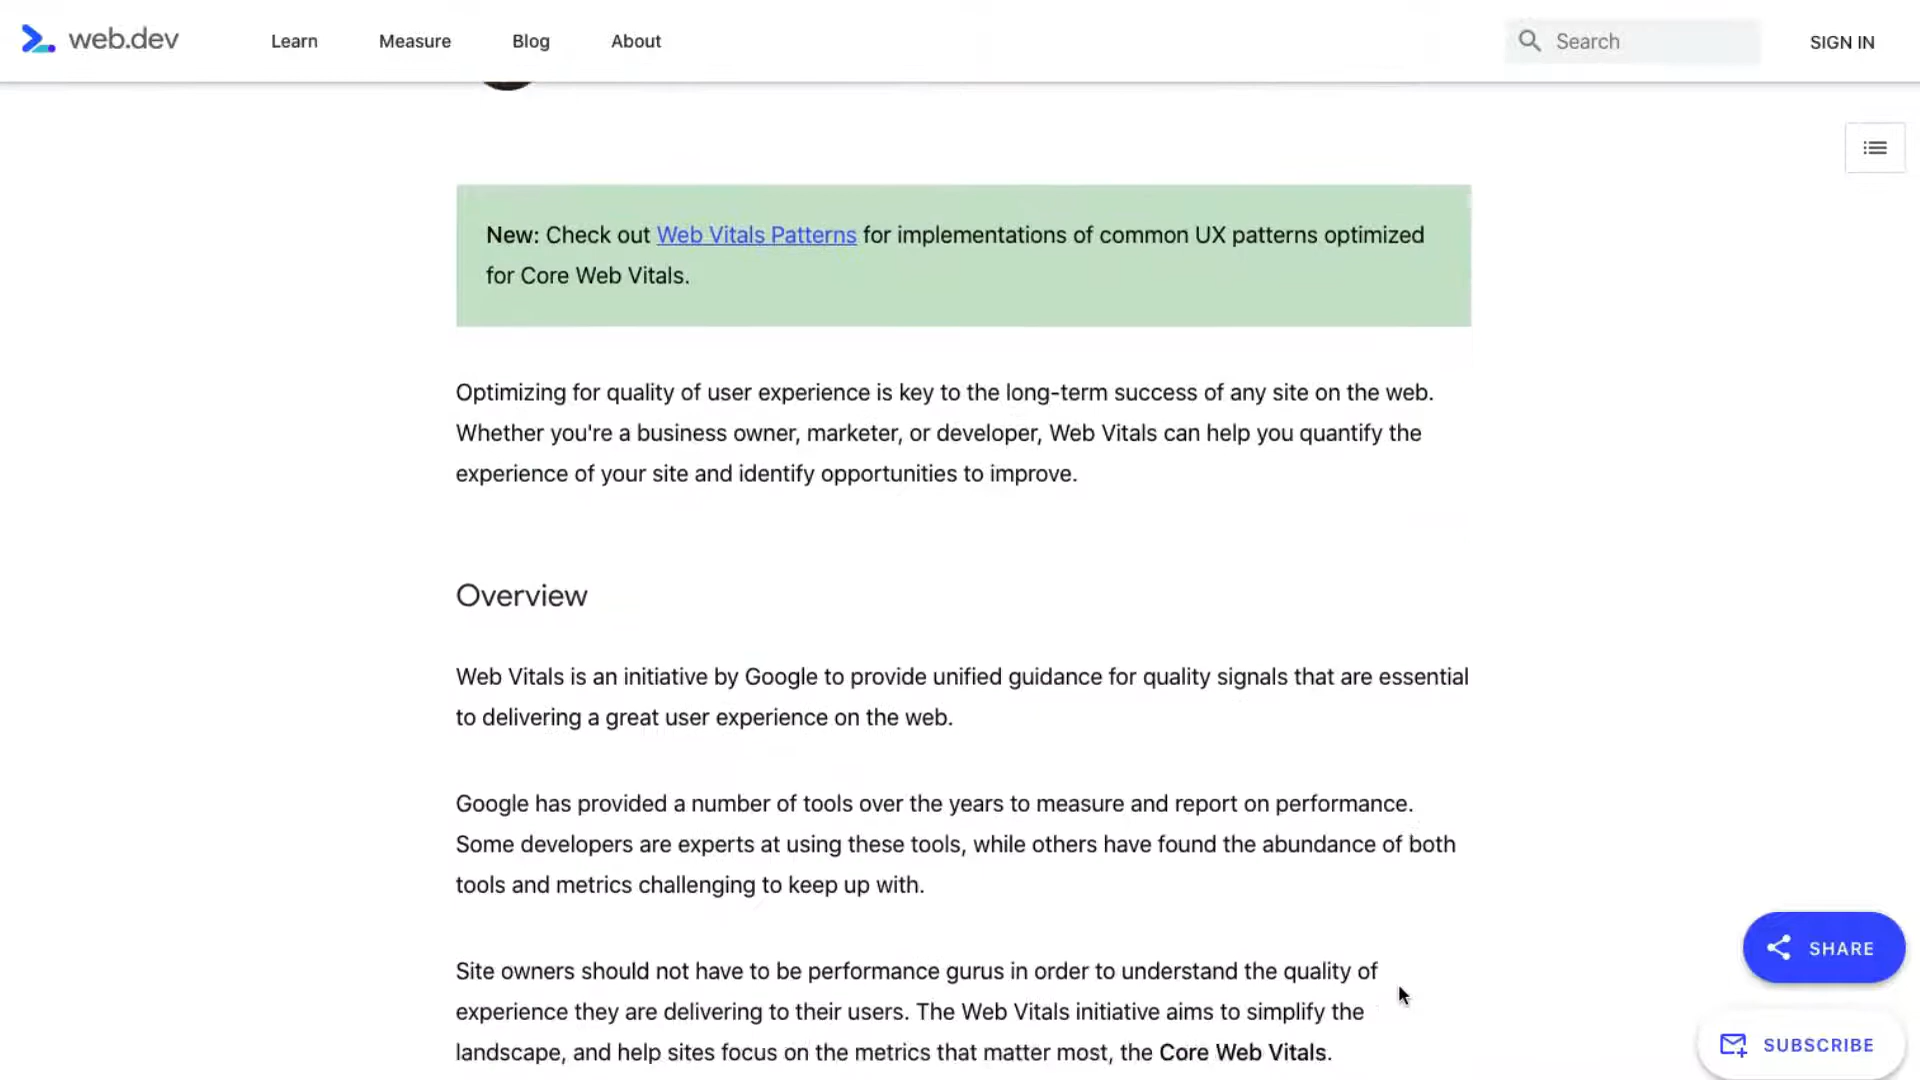 web.dev
Learn
Measure
Blog
About
Search
SIGN IN
New: Check out Web Vitals Patterns for implementations of common UX patterns optimized
for Core Web Vitals.
Optimizing for quality of user experience is key to the long-term success of any site on the web.
Whether you're a business owner, marketer, or developer, Web Vitals can help you quantify the
experience of your site and identify opportunities to improve.
Overview
Web Vitals is an initiative by Google to provide unified guidance for quality signals that are essential
to delivering a great user experience on the web.
Google has provided a number of tools over the years to measure and report on performance.
Some developers are experts at using these tools, while others have found the abundance of both
tools and metrics challenging to keep up with.
Site owners should not have to be performance gurus in order to understand the quality of
experience they are delivering to their users. The Web Vitals initiative aims to simplify the
landscape, and help sites focus on the metrics that matter most, the Core Web Vitals.
SHARE
SUBSCRIBE